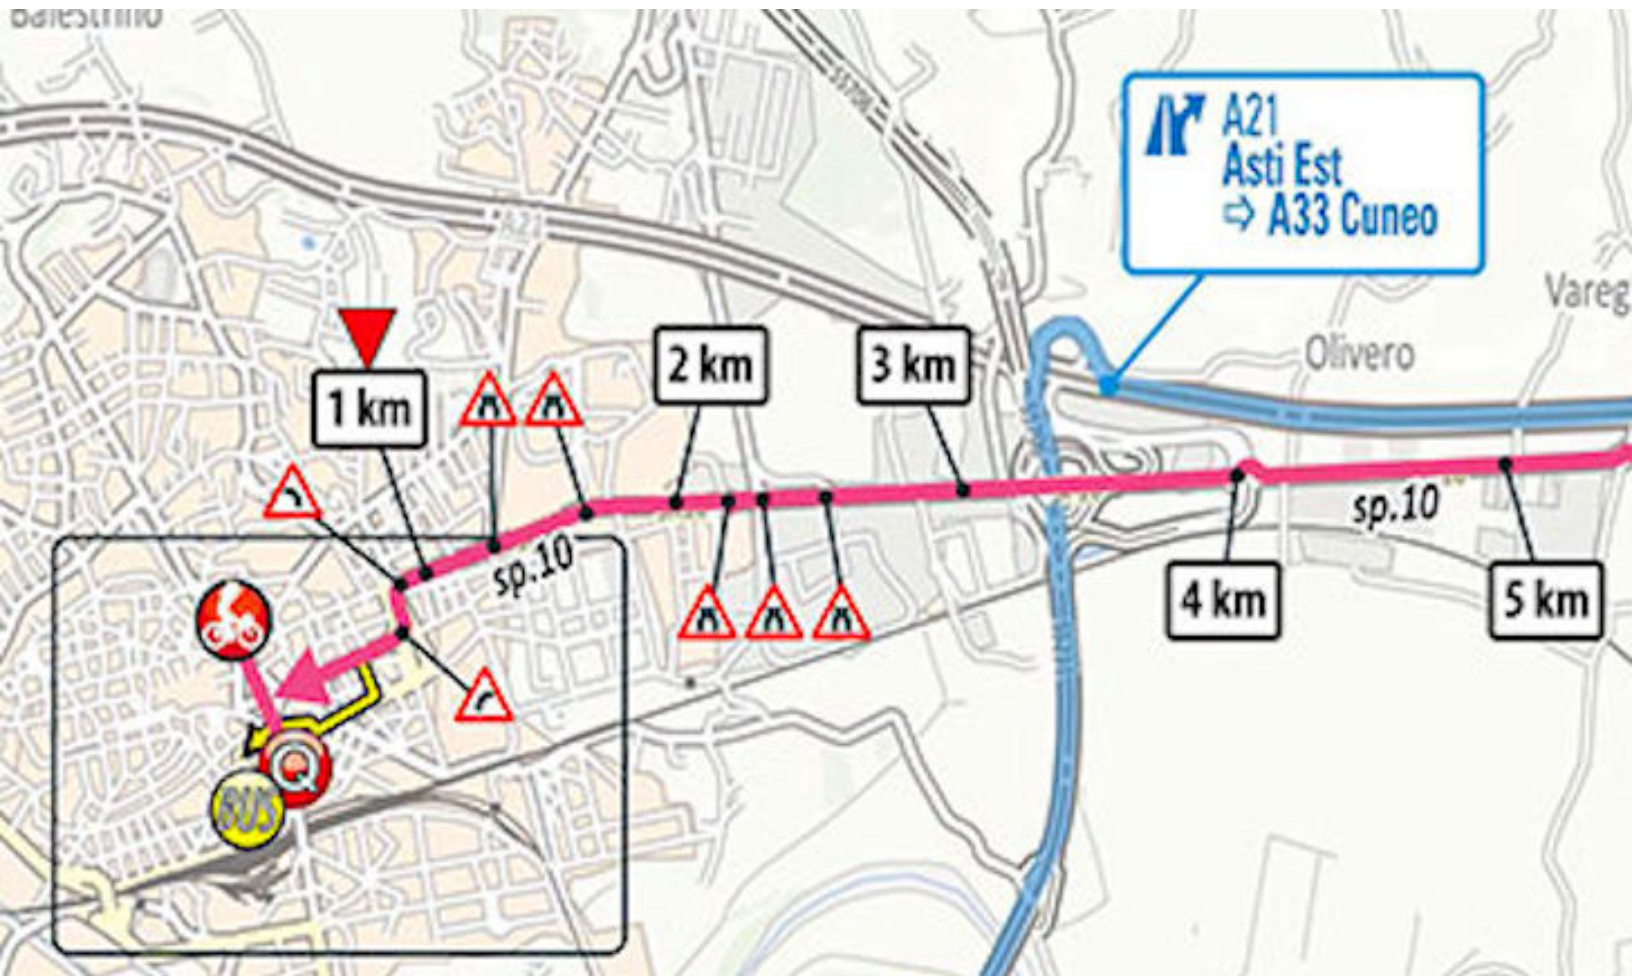 Balestrino
A21
Asti Est
⇨ A33 Cuneo
A21
Vareg
Olivero
2 km
3 km
1 km
sp.10
sp.10
4 km
5 km
Q
BUS